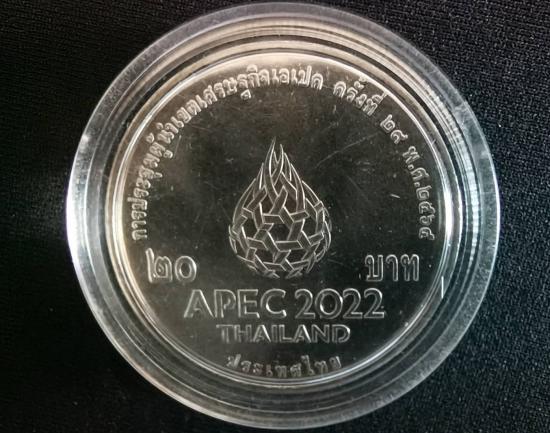 การประชุมผู้นำเขตเศรษฐกิจเอเปค ครั้งที่ ๒๙ พ.ศ.๒๕๖๕
๒๐ บาท
APEC 2022
THAILAND
ประเทศไทย